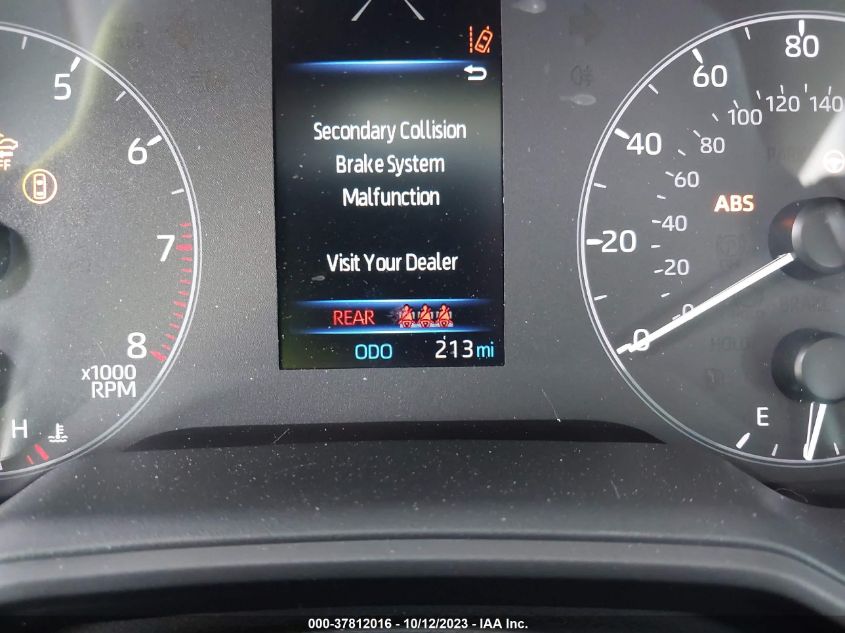 5
6
7
8
x1000
RPM
H
Secondary Collision
Brake System
Malfunction
Visit Your Dealer
REAR
ODO 213 mi
80
60
40
20
0
140
120
100
80
60
40
20
0
ABS
HOLD
E
000-37812016 - 10/12/2023 - IAA Inc.